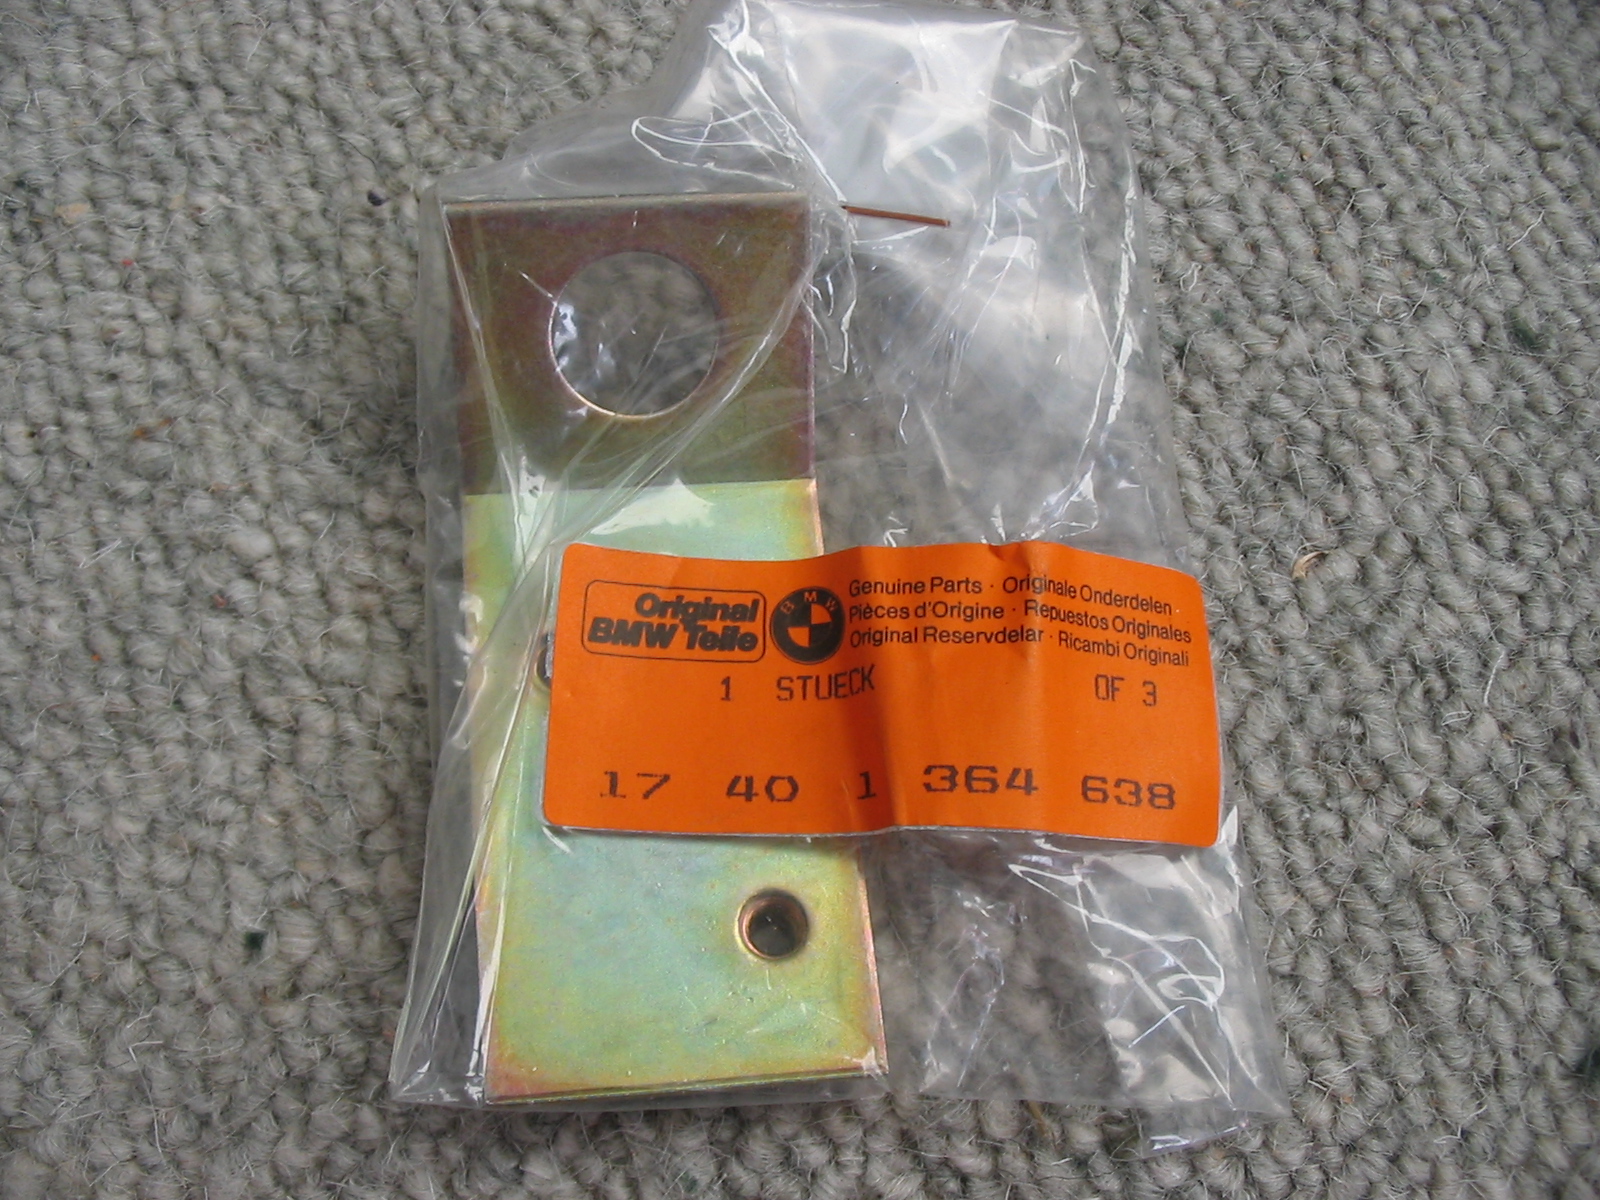 Original
BMW Teile
BMW
Genuine Parts · Originale Onderdelen
Pièces d'Origine · Repuestos Originales
Original Reservdelar · Ricambi Originali
1 STUECK OF 3
17 40 1 364 638